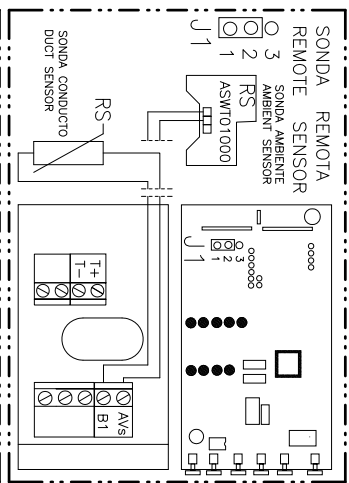 SONDA REMOTA
REMOTE SENSOR
J1
1 2 3
SONDA AMBIENTE
AMBIENT SENSOR
RS
ASWT01000
RS
SONDA CONDUCTO
DUCT SENSOR
J1
1 2 3
T+
T-
AVs
B1